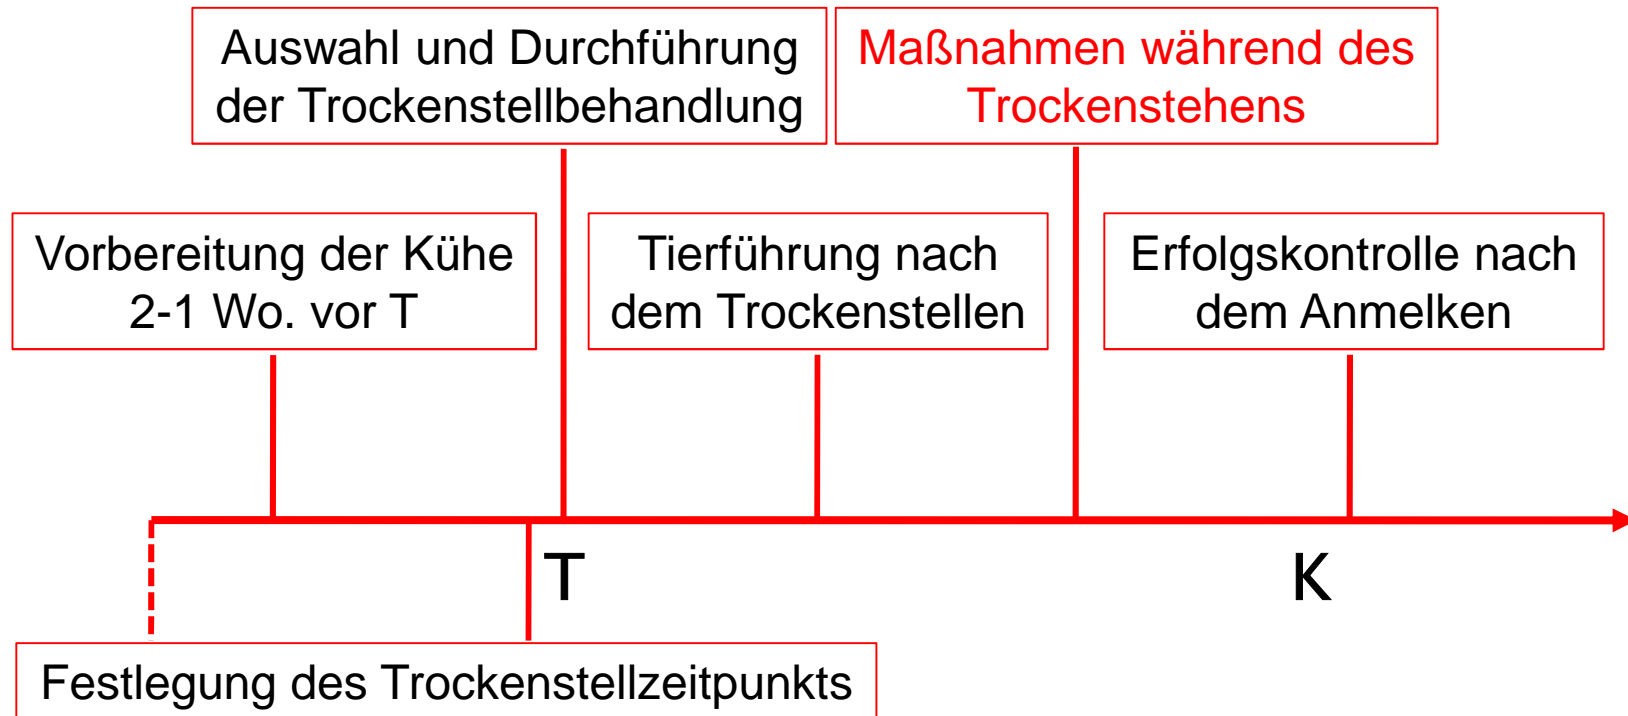 Auswahl und Durchführung
der Trockenstellbehandlung
Maßnahmen während des
Trockenstehens
Vorbereitung der Kühe
2-1 Wo. vor T
Tierführung nach
dem Trockenstellen
Erfolgskontrolle nach
dem Anmelken
T
K
Festlegung des Trockenstellzeitpunkts